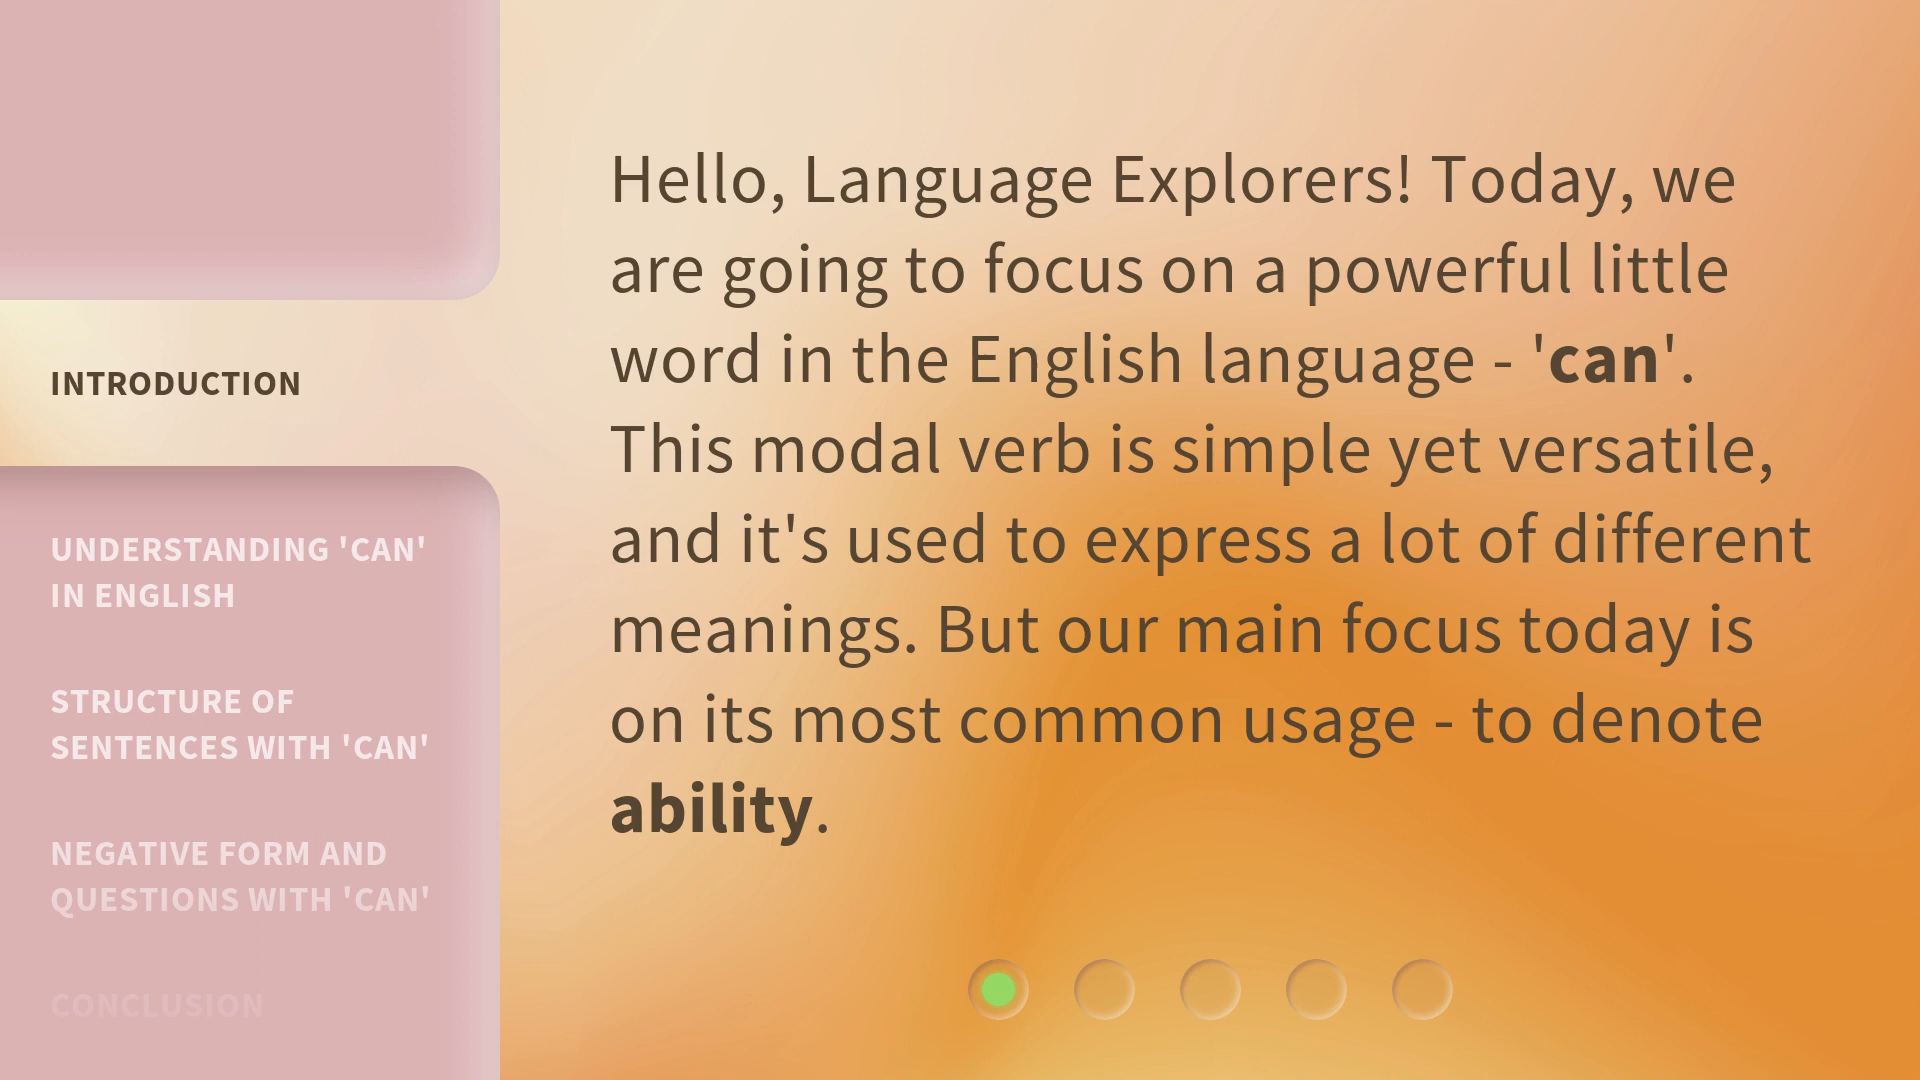 INTRODUCTION
UNDERSTANDING 'CAN'
IN ENGLISH
STRUCTURE OF
SENTENCES WITH 'CAN'
NEGATIVE FORM AND
QUESTIONS WITH 'CAN'
CONCLUSION
Hello, Language Explorers! Today, we
are going to focus on a powerful little
word in the English language - 'can'.
This modal verb is simple yet versatile,
and it's used to express a lot of different
meanings. But our main focus today is
on its most common usage - to denote
ability.